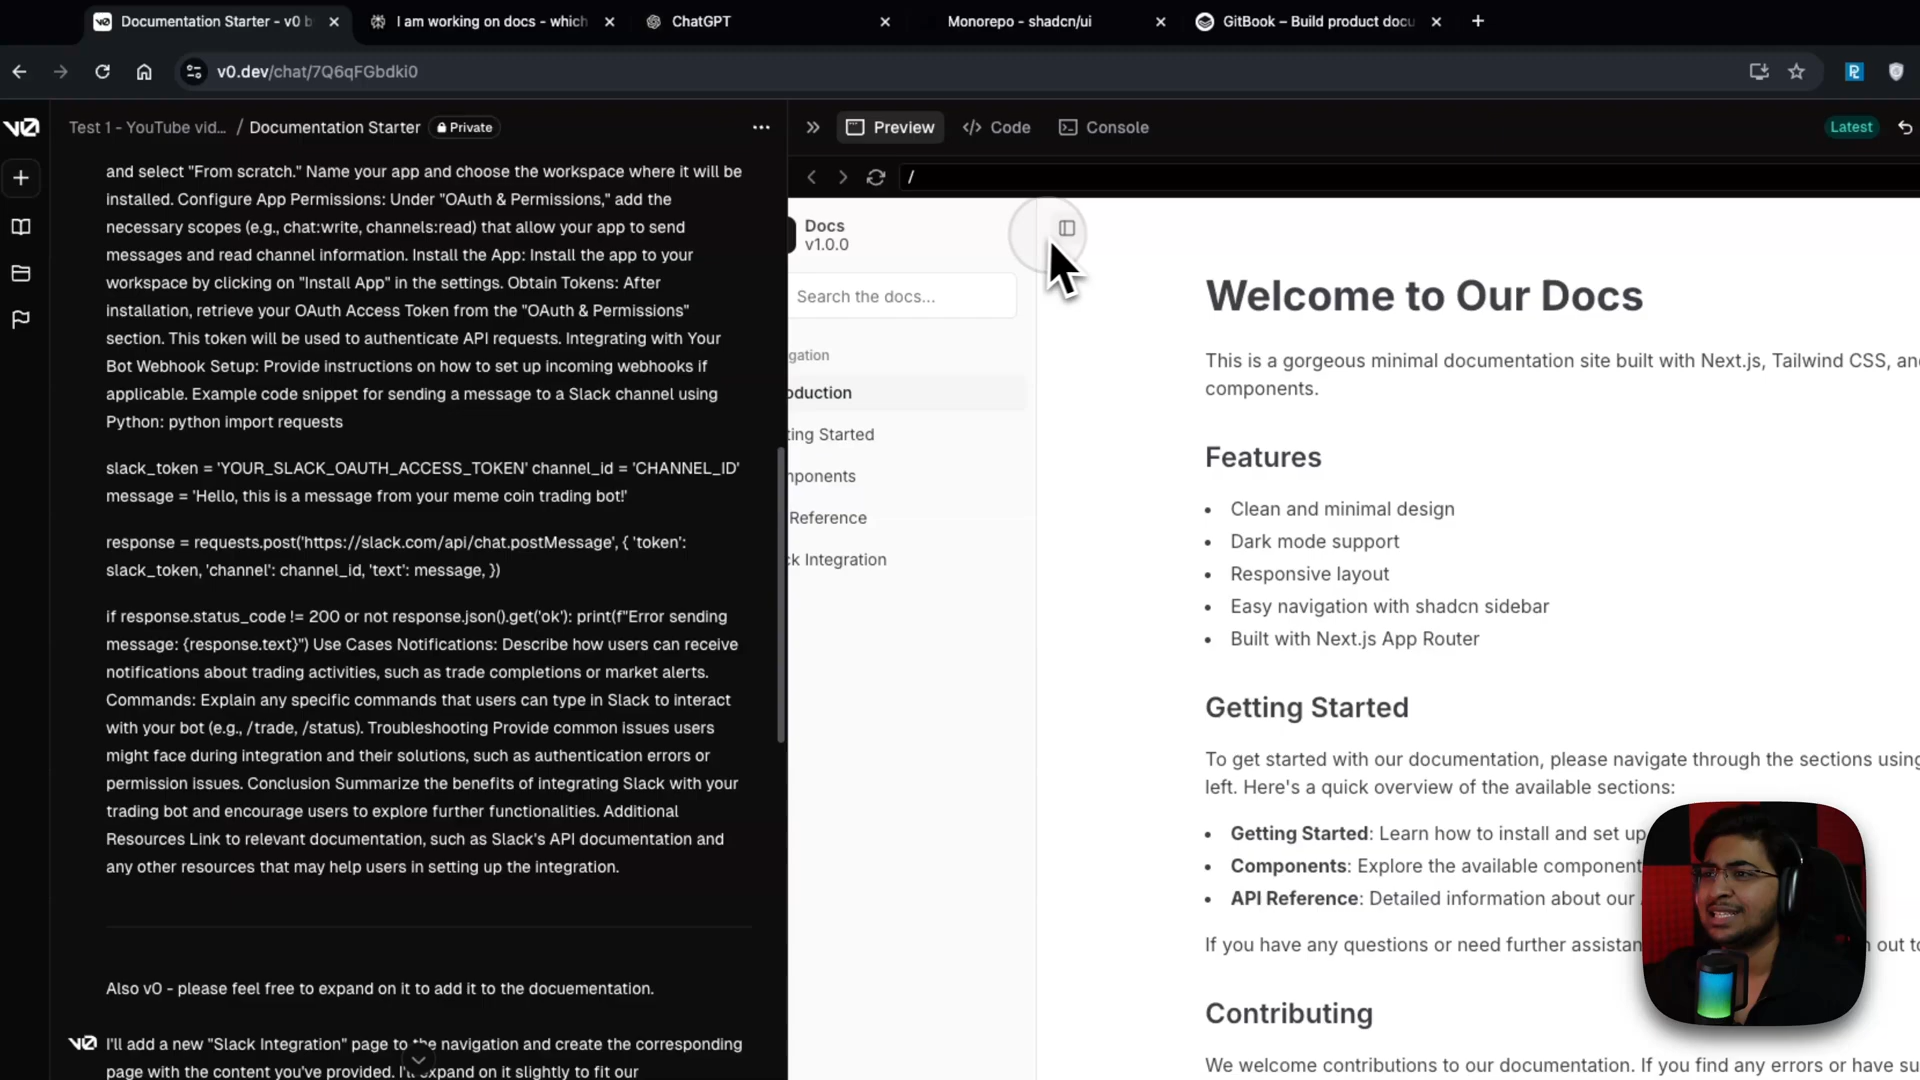 Documentation Starter - v0 b
I am working on docs - which
ChatGPT
Monorepo - shadcn/ui
GitBook – Build product docu
v0.dev/chat/7Q6qFGbdki0
v0
Test 1 - YouTube vid... / Documentation Starter Private
Preview
Code
Console
Latest
/
and select "From scratch." Name your app and choose the workspace where it will be
installed. Configure App Permissions: Under "OAuth & Permissions," add the
necessary scopes (e.g., chat:write, channels:read) that allow your app to send
messages and read channel information. Install the App: Install the app to your
workspace by clicking on "Install App" in the settings. Obtain Tokens: After
installation, retrieve your OAuth Access Token from the "OAuth & Permissions"
section. This token will be used to authenticate API requests. Integrating with Your
Bot Webhook Setup: Provide instructions on how to set up incoming webhooks if
applicable. Example code snippet for sending a message to a Slack channel using
Python: python import requests
slack_token = 'YOUR_SLACK_OAUTH_ACCESS_TOKEN' channel_id = 'CHANNEL_ID'
message = 'Hello, this is a message from your meme coin trading bot!'
response = requests.post('https://slack.com/api/chat.postMessage', { 'token':
slack_token, 'channel': channel_id, 'text': message, })
if response.status_code != 200 or not response.json().get('ok'): print(f"Error sending
message: {response.text}") Use Cases Notifications: Describe how users can receive
notifications about trading activities, such as trade completions or market alerts.
Commands: Explain any specific commands that users can type in Slack to interact
with your bot (e.g., /trade, /status). Troubleshooting Provide common issues users
might face during integration and their solutions, such as authentication errors or
permission issues. Conclusion Summarize the benefits of integrating Slack with your
trading bot and encourage users to explore further functionalities. Additional
Resources Link to relevant documentation, such as Slack's API documentation and
any other resources that may help users in setting up the integration.
Also v0 - please feel free to expand on it to add it to the docuementation.
v0 I'll add a new "Slack Integration" page to the navigation and create the corresponding
page with the content you've provided. I'll expand on it slightly to fit our
Docs
v1.0.0
Search the docs...
gation
oduction
ting Started
nponents
Reference
ck Integration
Welcome to Our Docs
This is a gorgeous minimal documentation site built with Next.js, Tailwind CSS, and
components.
Features
• Clean and minimal design
• Dark mode support
• Responsive layout
• Easy navigation with shadcn sidebar
• Built with Next.js App Router
Getting Started
To get started with our documentation, please navigate through the sections using
left. Here's a quick overview of the available sections:
• Getting Started: Learn how to install and set up
• Components: Explore the available component
• API Reference: Detailed information about our
If you have any questions or need further assistan out to
Contributing
We welcome contributions to our documentation. If you find any errors or have su